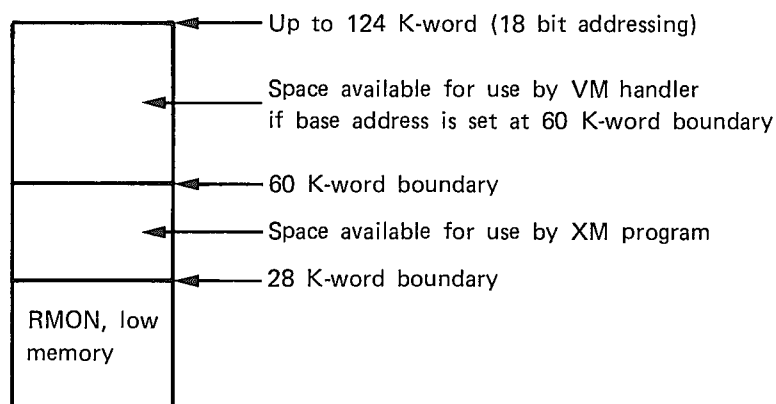 Up to 124 K-word (18 bit addressing)
Space available for use by VM handler
if base address is set at 60 K-word boundary
60 K-word boundary
Space available for use by XM program
28 K-word boundary
RMON, low
memory